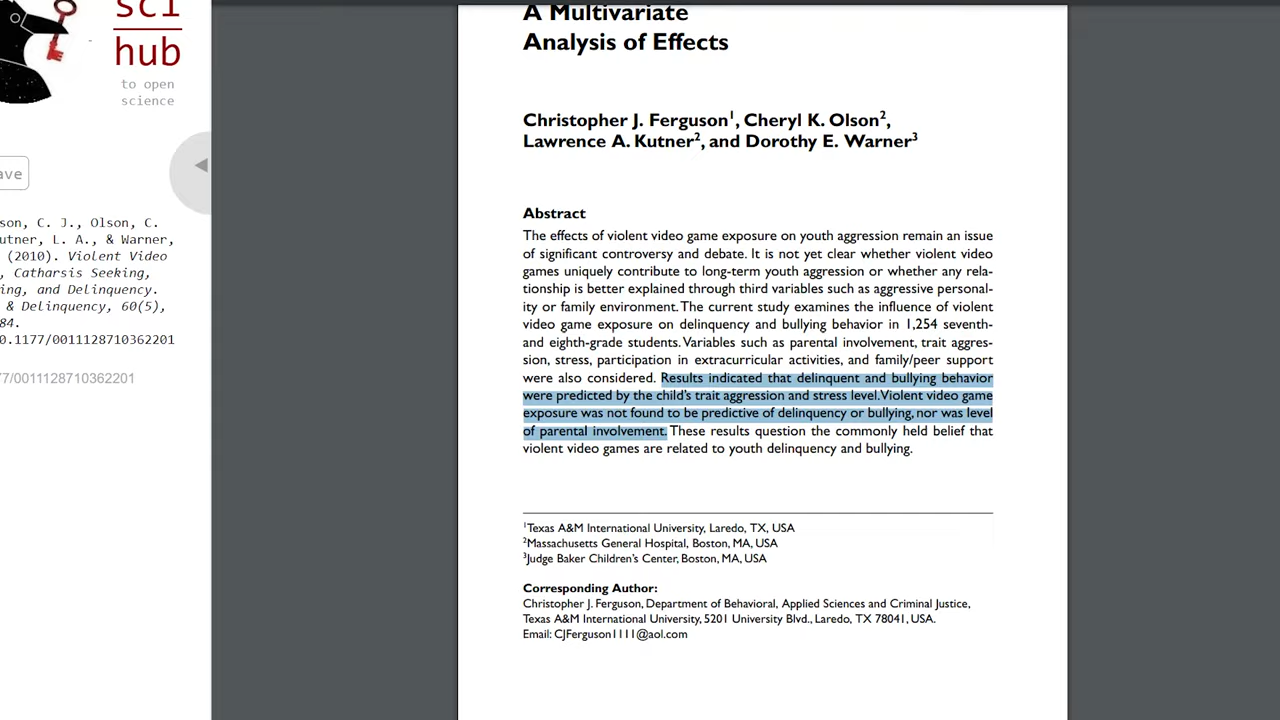 sci
hub
to open
science
ave
son, C. J., Olson, C.
utner, L. A., & Warner,
(2010). Violent Video
, Catharsis Seeking,
ing, and Delinquency.
& Delinquency, 60(5),
84.
0.1177/0011128710362201
77/0011128710362201
A Multivariate
Analysis of Effects
Christopher J. Ferguson1, Cheryl K. Olson2,
Lawrence A. Kutner2, and Dorothy E. Warner3
Abstract
The effects of violent video game exposure on youth aggression remain an issue
of significant controversy and debate. It is not yet clear whether violent video
games uniquely contribute to long-term youth aggression or whether any rela-
tionship is better explained through third variables such as aggressive personal-
ity or family environment. The current study examines the influence of violent
video game exposure on delinquency and bullying behavior in 1,254 seventh-
and eighth-grade students. Variables such as parental involvement, trait aggres-
sion, stress, participation in extracurricular activities, and family/peer support
were also considered. Results indicated that delinquent and bullying behavior
were predicted by the child's trait aggression and stress level. Violent video game
exposure was not found to be predictive of delinquency or bullying, nor was level
of parental involvement. These results question the commonly held belief that
violent video games are related to youth delinquency and bullying.
1Texas A&M International University, Laredo, TX, USA
2Massachusetts General Hospital, Boston, MA, USA
3Judge Baker Children's Center, Boston, MA, USA
Corresponding Author:
Christopher J. Ferguson, Department of Behavioral, Applied Sciences and Criminal Justice,
Texas A&M International University, 5201 University Blvd., Laredo, TX 78041, USA.
Email: CJFerguson1111@aol.com